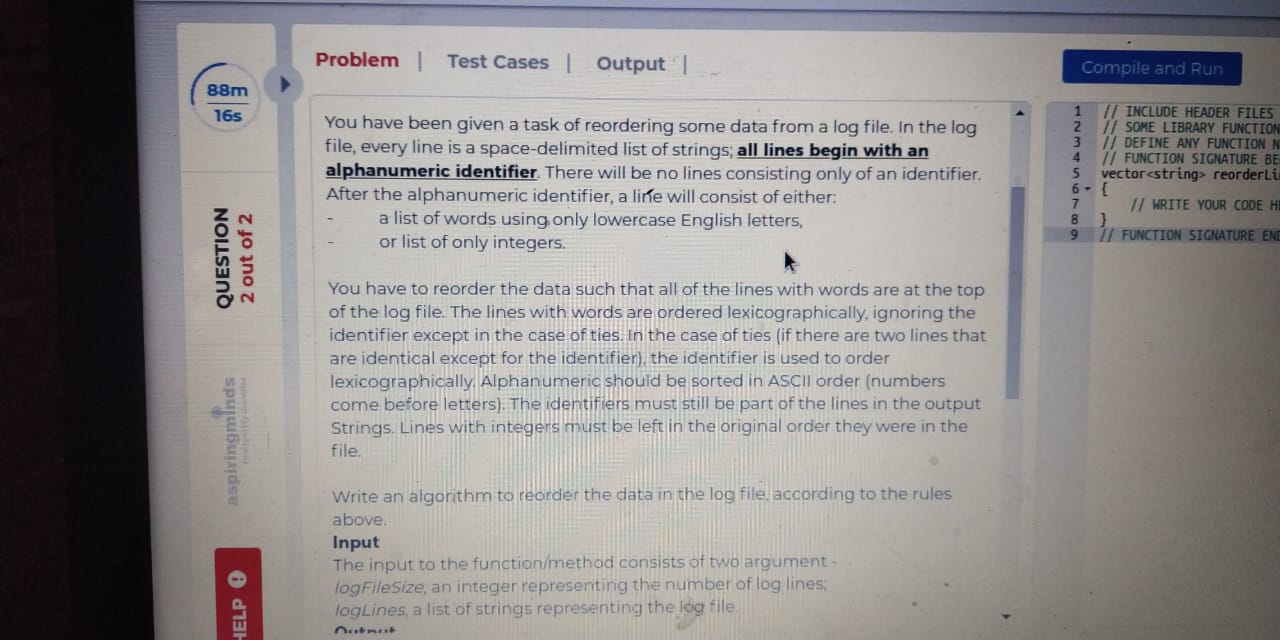 Problem | Test Cases | Output |
Compile and Run
88m
16s
QUESTION
2 out of 2
aspiringminds
HELP
You have been given a task of reordering some data from a log file. In the log
file, every line is a space-delimited list of strings; all lines begin with an
alphanumeric identifier. There will be no lines consisting only of an identifier.
After the alphanumeric identifier, a line will consist of either:
- a list of words using only lowercase English letters,
- or list of only integers.
You have to reorder the data such that all of the lines with words are at the top
of the log file. The lines with words are ordered lexicographically, ignoring the
identifier except in the case of ties. In the case of ties (if there are two lines that
are identical except for the identifier), the identifier is used to order
lexicographically. Alphanumeric should be sorted in ASCII order (numbers
come before letters). The identifiers must still be part of the lines in the output
Strings. Lines with integers must be left in the original order they were in the
file.
Write an algorithm to reorder the data in the log file, according to the rules
above.
Input
The input to the function/method consists of two argument -
logFileSize, an integer representing the number of log lines;
logLines, a list of strings representing the log file.
Output
1 // INCLUDE HEADER FILES
2 // SOME LIBRARY FUNCTION
3 // DEFINE ANY FUNCTION N
4 // FUNCTION SIGNATURE BE
5 vector<string> reorderLi
6 {
7 // WRITE YOUR CODE H
8 }
9 // FUNCTION SIGNATURE END